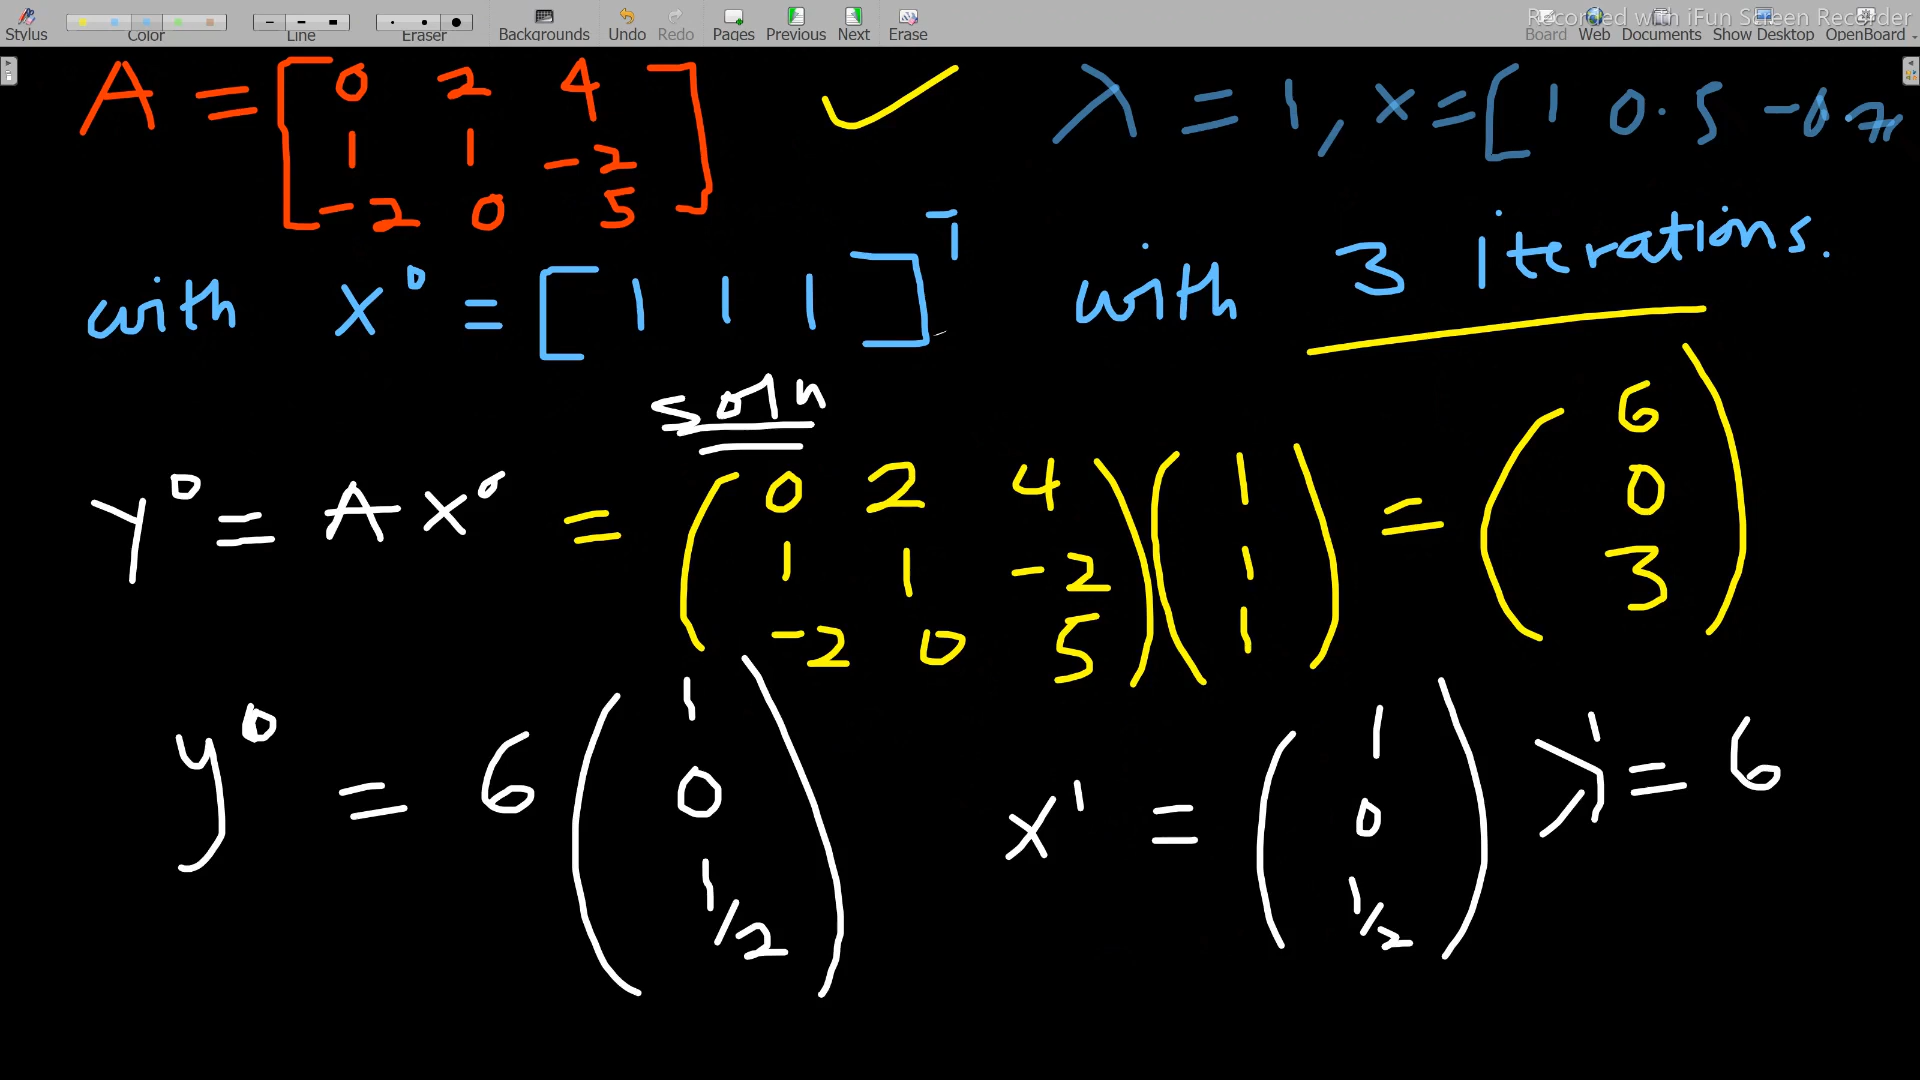 Recorded with iFun Screen Recorder
Stylus Color Line Eraser Backgrounds Undo Redo Pages Previous Next Erase Board Web Documents Show Desktop OpenBoard
A = [ 0 2 4
1 1 -2
-2 0 5 ]
λ = 1, x = [ 1 0.5 -0
with x⁰ = [ 1 1 1 ]ᵀ with 3 iterations.
soln
y⁰ = A x⁰ = ( 0 2 4
1 1 -2
-2 0 5 ) ( 1
1
1 ) = ( 6
0
3 )
y⁰ = 6 ( 1
0
1/2 )
x¹ = ( 1
0
1/2 ) λ¹ = 6